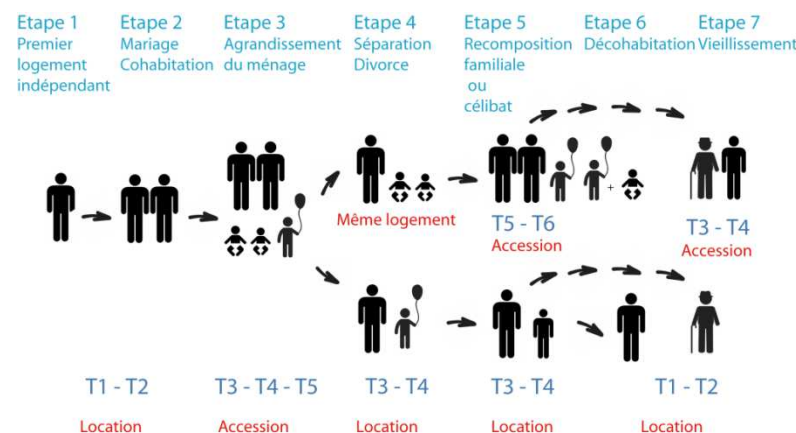 Etape 1
Premier
logement
indépendant
Etape 2
Mariage
Cohabitation
Etape 3
Agrandissement
du ménage
Etape 4
Séparation
Divorce
Etape 5
Recomposition
familiale
ou
célibat
Etape 6
Décohabitation
Etape 7
Vieillissement
Même logement
+
T5 - T6
Accession
T3 - T4
Accession
T1 - T2
T3 - T4 - T5
T3 - T4
T3 - T4
T1 - T2
Location
Accession
Location
Location
Location